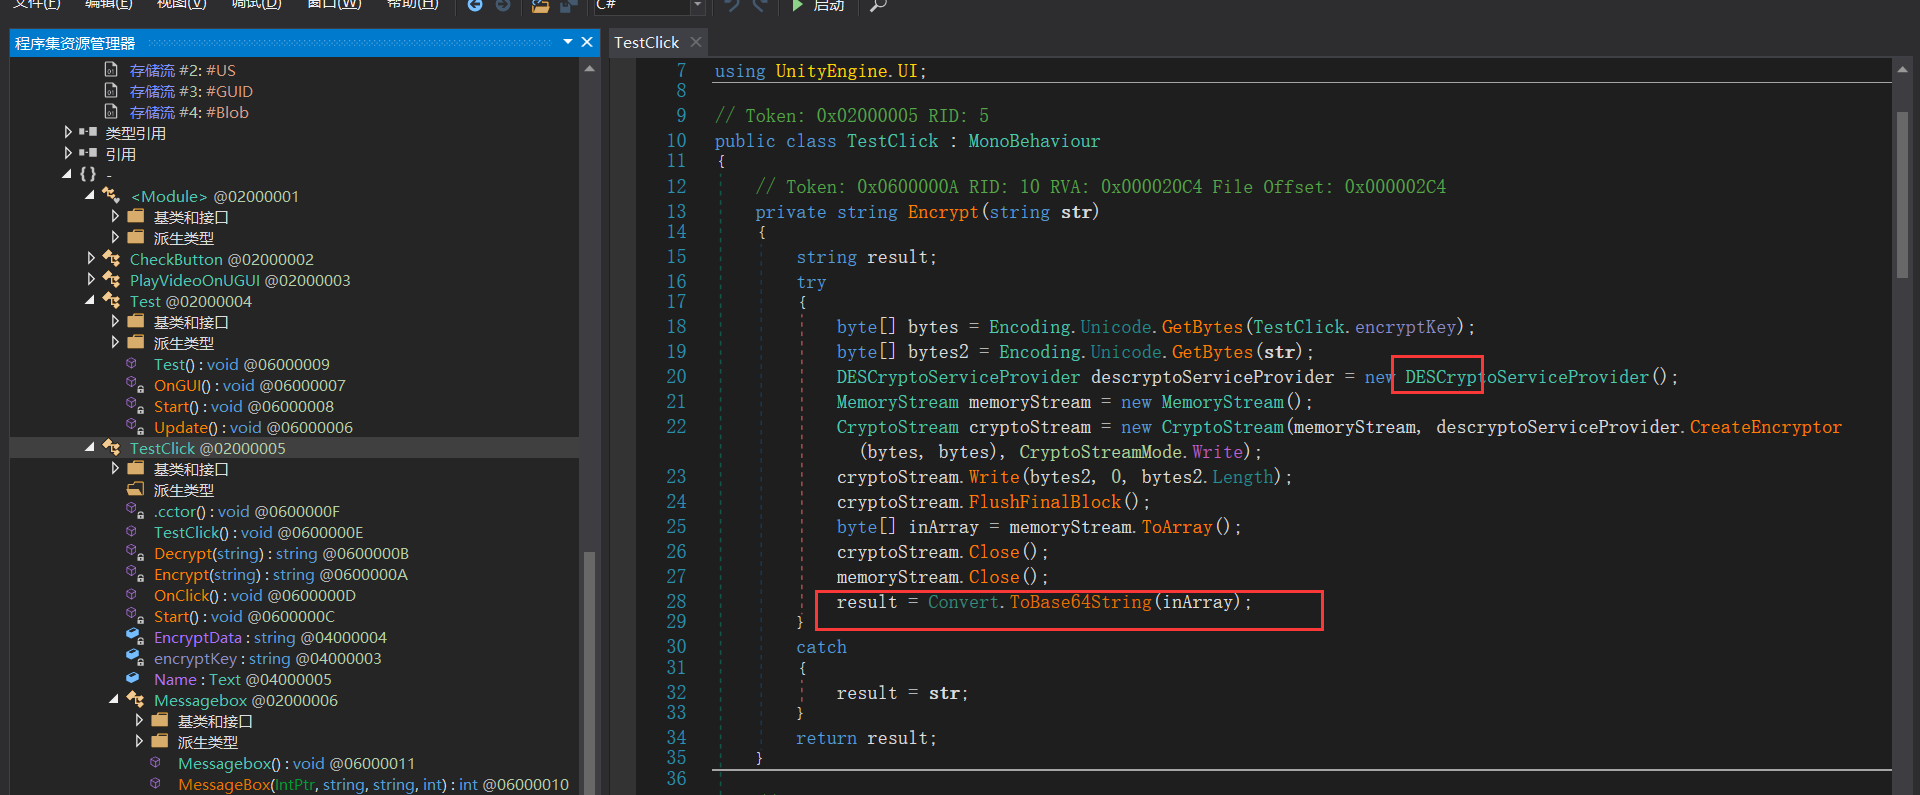 文件(F) 编辑(E) 视图(V) 调试(D) 窗口(W) 帮助(H) C# 启动
程序集资源管理器
存储流 #2: #US
存储流 #3: #GUID
存储流 #4: #Blob
类型引用
引用
{ } -
<Module> @02000001
基类和接口
派生类型
CheckButton @02000002
PlayVideoOnUGUI @02000003
Test @02000004
基类和接口
派生类型
Test() : void @06000009
OnGUI() : void @06000007
Start() : void @06000008
Update() : void @06000006
TestClick @02000005
基类和接口
派生类型
.cctor() : void @0600000F
TestClick() : void @0600000E
Decrypt(string) : string @0600000B
Encrypt(string) : string @0600000A
OnClick() : void @0600000D
Start() : void @0600000C
EncryptData : string @04000004
encryptKey : string @04000003
Name : Text @04000005
Messagebox @02000006
基类和接口
派生类型
Messagebox() : void @06000011
MessageBox(IntPtr, string, string, int) : int @06000010
TestClick
7 using UnityEngine.UI;
8
9 // Token: 0x02000005 RID: 5
10 public class TestClick : MonoBehaviour
11 {
12 // Token: 0x0600000A RID: 10 RVA: 0x000020C4 File Offset: 0x000002C4
13 private string Encrypt(string str)
14 {
15 string result;
16 try
17 {
18 byte[] bytes = Encoding.Unicode.GetBytes(TestClick.encryptKey);
19 byte[] bytes2 = Encoding.Unicode.GetBytes(str);
20 DESCryptoServiceProvider descryptoServiceProvider = new DESCryptoServiceProvider();
21 MemoryStream memoryStream = new MemoryStream();
22 CryptoStream cryptoStream = new CryptoStream(memoryStream, descryptoServiceProvider.CreateEncryptor
(bytes, bytes), CryptoStreamMode.Write);
23 cryptoStream.Write(bytes2, 0, bytes2.Length);
24 cryptoStream.FlushFinalBlock();
25 byte[] inArray = memoryStream.ToArray();
26 cryptoStream.Close();
27 memoryStream.Close();
28 result = Convert.ToBase64String(inArray);
29 }
30 catch
31 {
32 result = str;
33 }
34 return result;
35 }
36